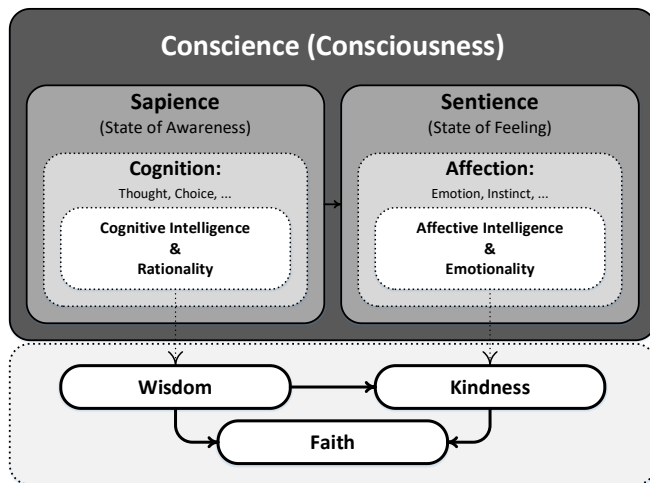 Conscience (Consciousness)
Sapience
(State of Awareness)
Cognition:
Thought, Choice, ...
Cognitive Intelligence
&
Rationality
Sentience
(State of Feeling)
Affection:
Emotion, Instinct, ...
Affective Intelligence
&
Emotionality
Wisdom
Kindness
Faith